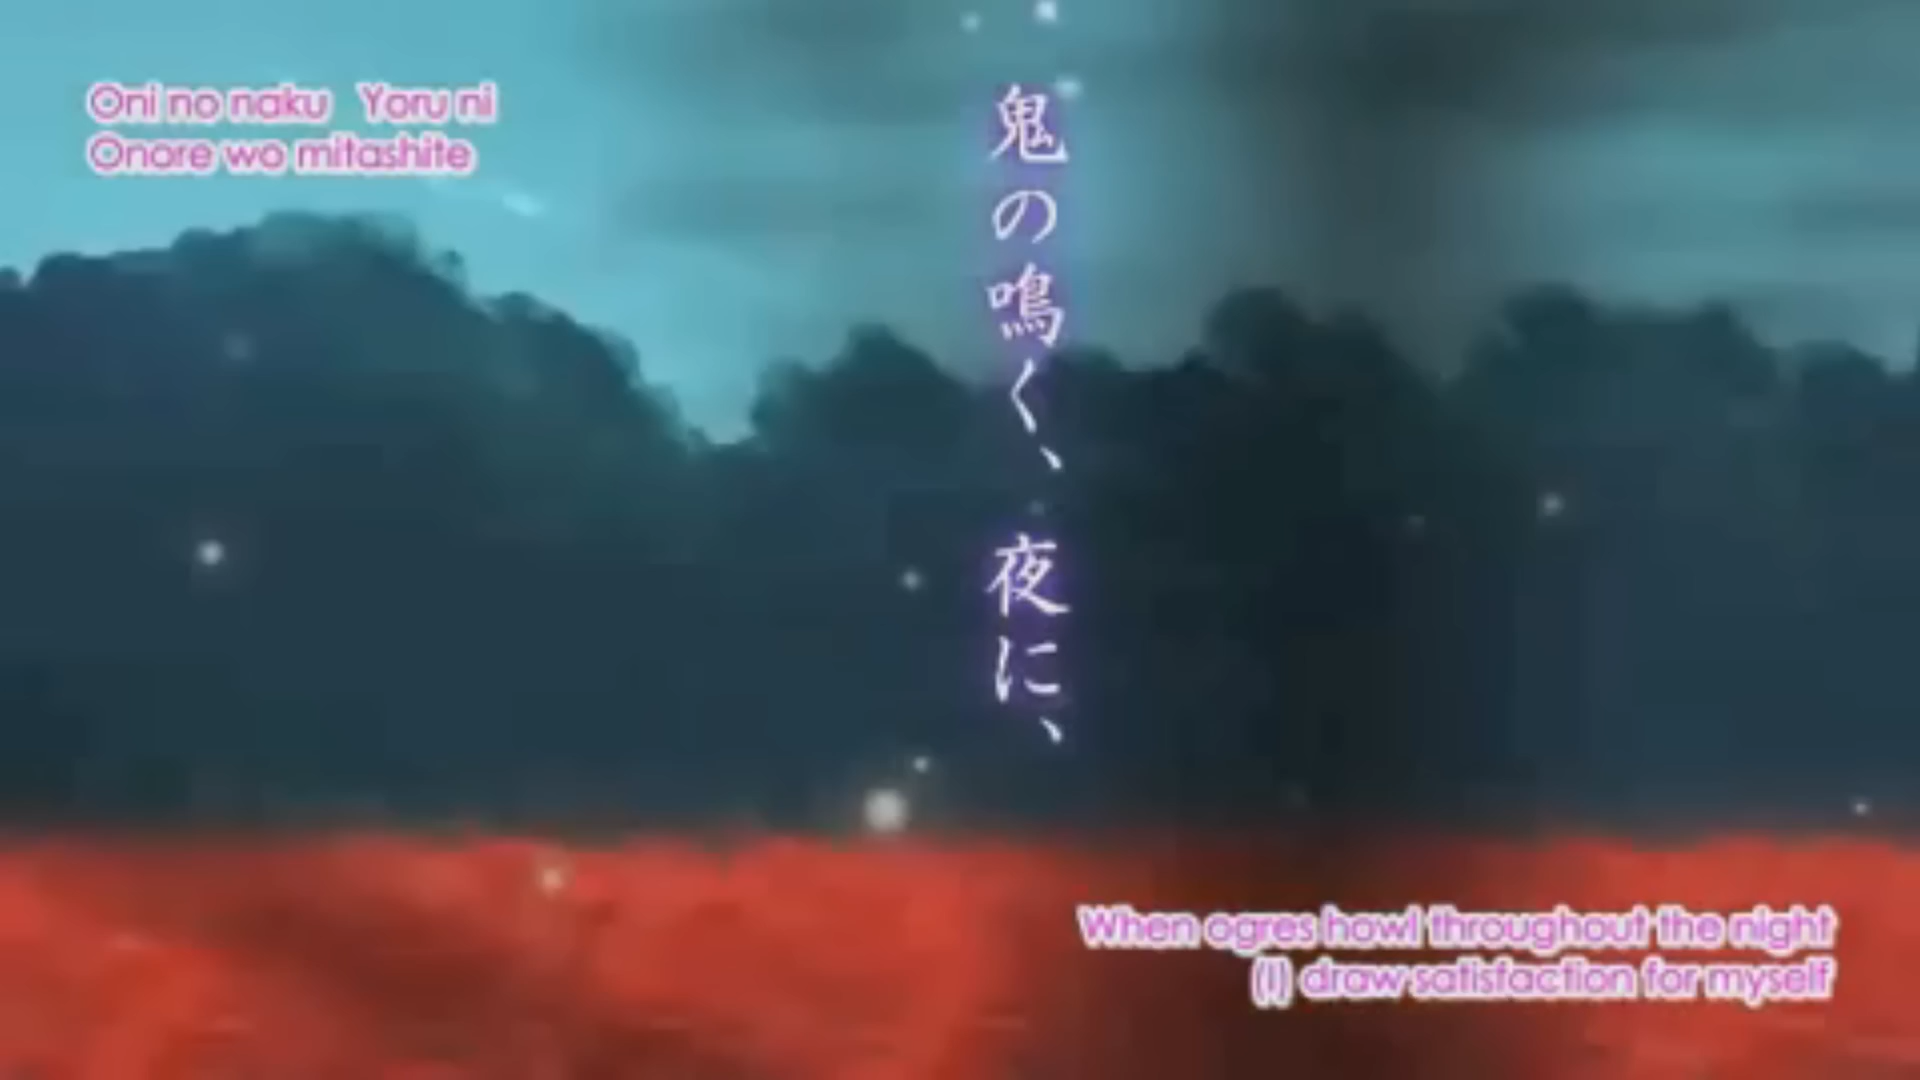 Oni no naku Yoru ni
Onore wo mitashite
鬼の鳴く、夜に、
When ogres howl throughout the night
(I) draw satisfaction for myself